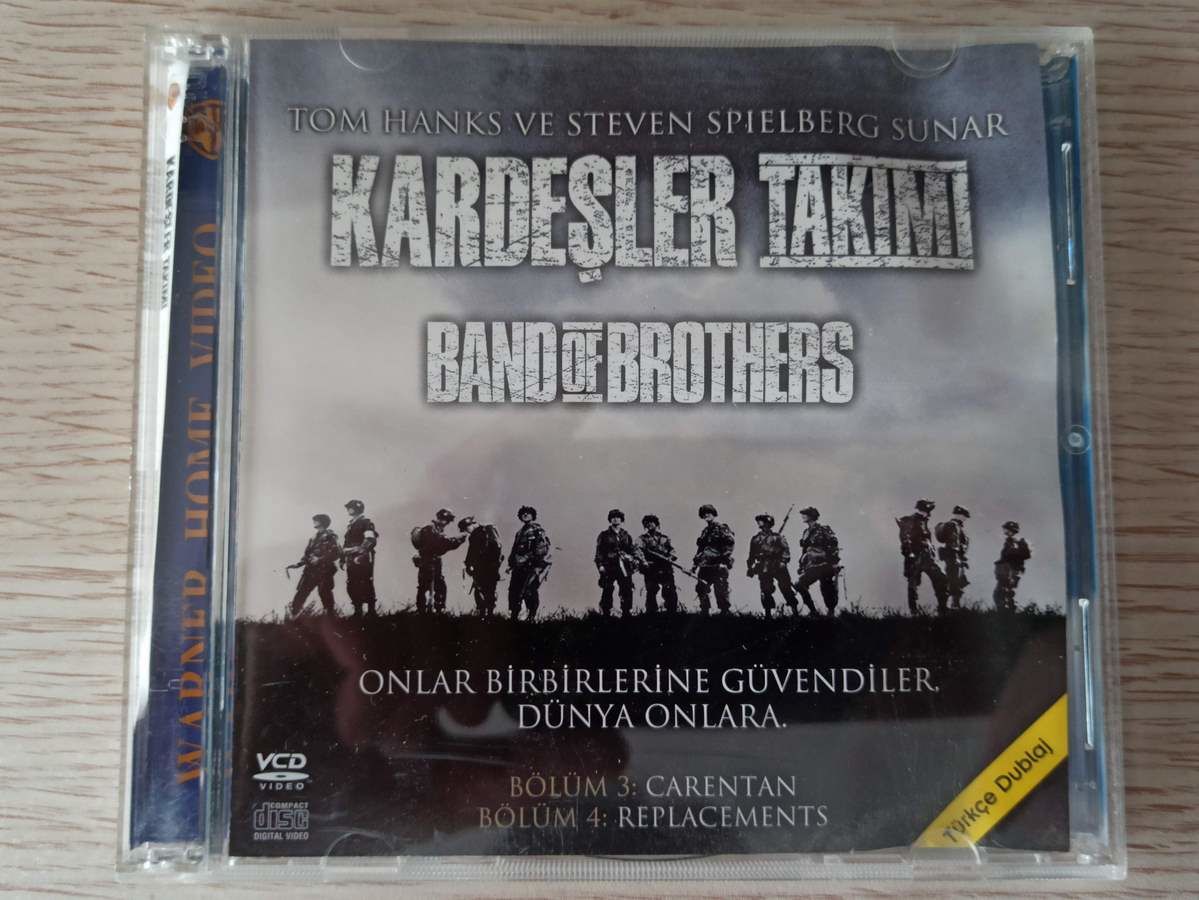 TOM HANKS VE STEVEN SPIELBERG SUNAR
KARDEŞLER TAKIMI
BAND OF BROTHERS
ONLAR BİRBİRLERİNE GÜVENDİLER,
DÜNYA ONLARA.
BÖLÜM 3: CARENTAN
BÖLÜM 4: REPLACEMENTS
VCD
VIDEO
COMPACT
disc
DIGITAL VIDEO
Türkçe Dublaj
WARNER HOME VIDEO